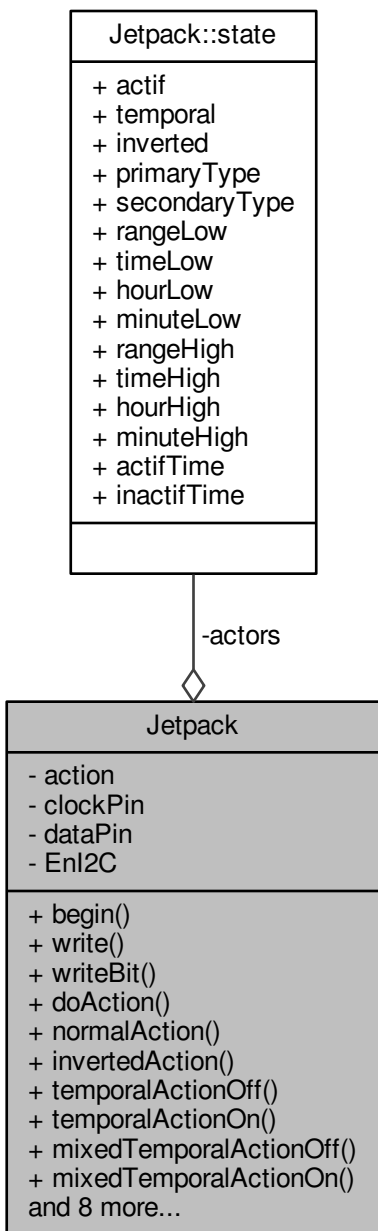 Jetpack::state
+ actif
+ temporal
+ inverted
+ primaryType
+ secondaryType
+ rangeLow
+ timeLow
+ hourLow
+ minuteLow
+ rangeHigh
+ timeHigh
+ hourHigh
+ minuteHigh
+ actifTime
+ inactifTime
-actors
Jetpack
- action
- clockPin
- dataPin
- EnI2C
+ begin()
+ write()
+ writeBit()
+ doAction()
+ normalAction()
+ invertedAction()
+ temporalActionOff()
+ temporalActionOn()
+ mixedTemporalActionOff()
+ mixedTemporalActionOn()
and 8 more...